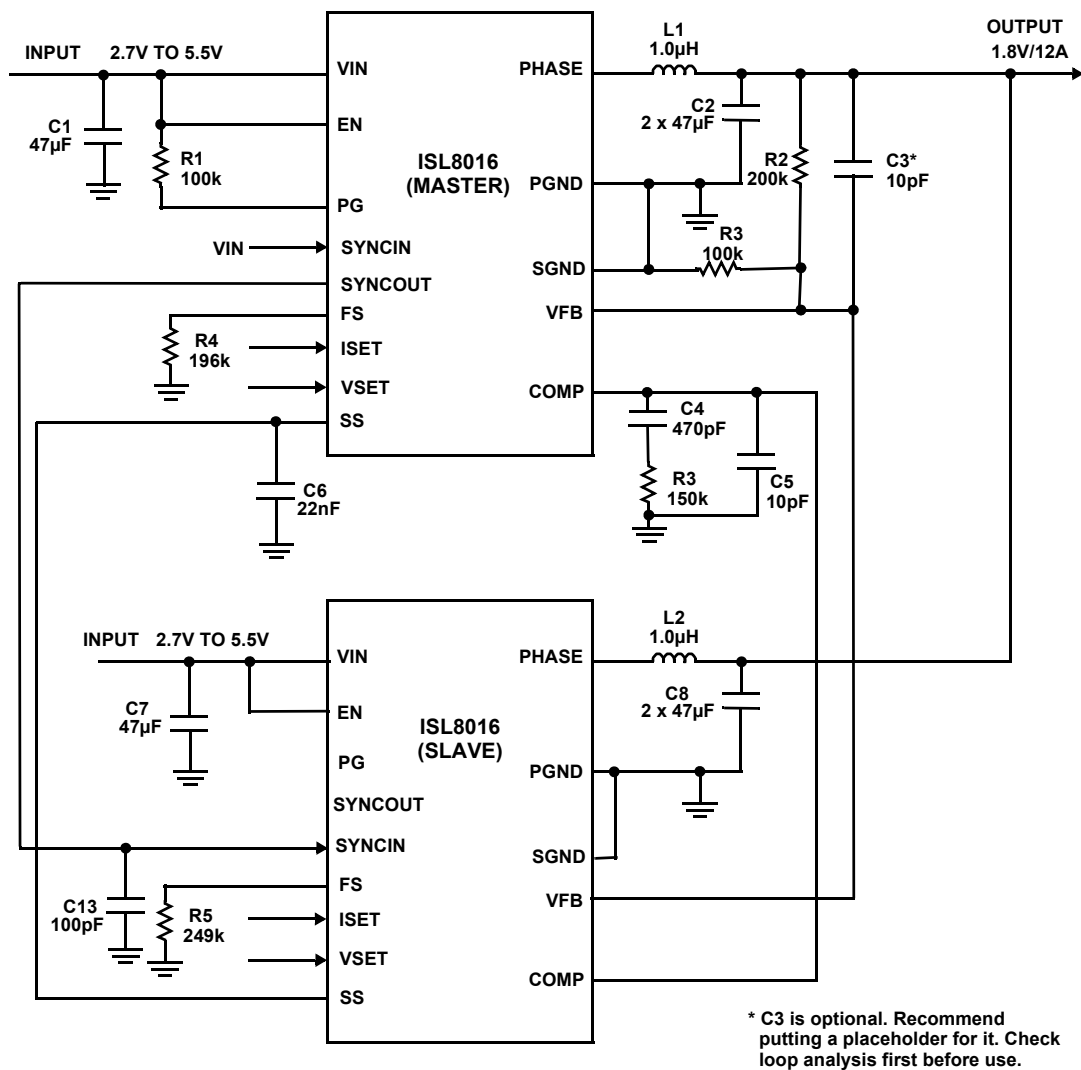 INPUT 2.7V TO 5.5V
C1
47µF
R1
100k
VIN
EN
PG
VIN
SYNCIN
SYNCOUT
FS
R4
196k
ISET
VSET
SS
C6
22nF
ISL8016
(MASTER)
PHASE
PGND
SGND
VFB
COMP
L1
1.0µH
C2
2 x 47µF
R2
200k
C3*
10pF
R3
100k
OUTPUT
1.8V/12A
C4
470pF
R3
150k
C5
10pF
INPUT 2.7V TO 5.5V
C7
47µF
VIN
EN
PG
SYNCOUT
SYNCIN
FS
C13
100pF
R5
249k
ISET
VSET
SS
ISL8016
(SLAVE)
PHASE
PGND
SGND
VFB
COMP
L2
1.0µH
C8
2 x 47µF
* C3 is optional. Recommend
putting a placeholder for it. Check
loop analysis first before use.